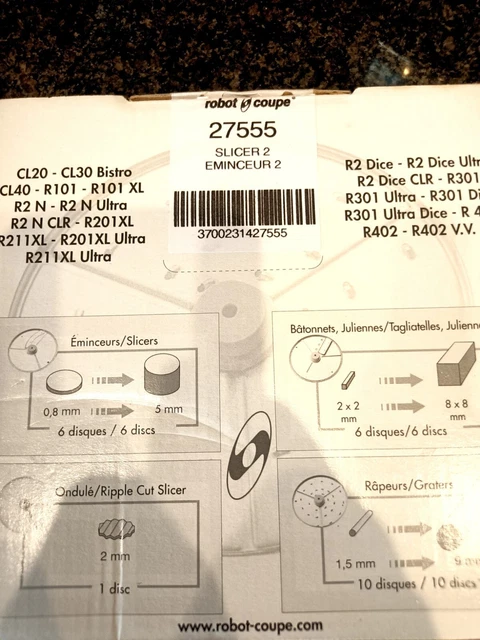 robot coupe®
27555
SLICER 2
EMINCEUR 2
3700231427555
CL20 - CL30 Bistro
CL40 - R101 - R101 XL
R2 N - R2 N Ultra
R2 N CLR - R201XL
R211XL - R201XL Ultra
R211XL Ultra
R2 Dice - R2 Dice Ultr
R2 Dice CLR - R301
R301 Ultra - R301 Di
R301 Ultra Dice - R 4
R402 - R402 V.V.
Éminceurs/Slicers
0,8 mm
5 mm
6 disques / 6 discs
Bâtonnets, Juliennes/Tagliatelles, Julienne
2 x 2
mm
8 x 8
mm
6 disques/ 6 discs
Ondulé/Ripple Cut Slicer
2 mm
1 disc
Râpeurs/Graters
1,5 mm
9 mm
10 disques / 10 discs
www.robot-coupe.com